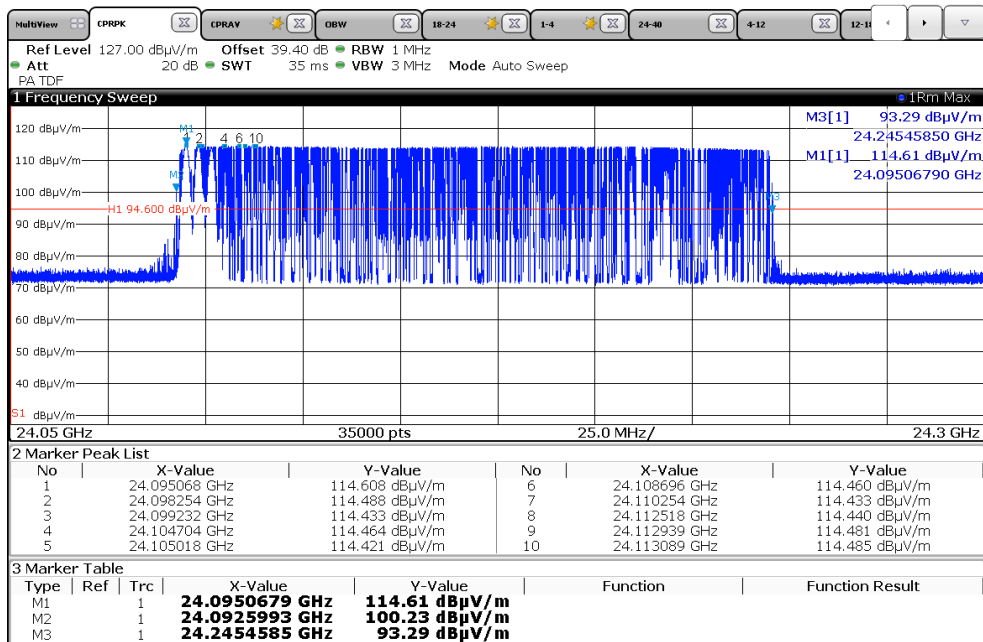 MultiView CPRPK CPRAV OBW 18-24 1-4 24-40 4-12
Ref Level 127.00 dBµV/m Offset 39.40 dB RBW 1 MHz
Att 20 dB SWT 35 ms VBW 3 MHz Mode Auto Sweep
PA TDF
1 Frequency Sweep 1Rm Max
M3[1] 93.29 dBµV/m
24.24545850 GHz
M1[1] 114.61 dBµV/m
24.09506790 GHz
120 dBµV/m
M1
1 2 4 6 10
110 dBµV/m
100 dBµV/m
H1 94.600 dBµV/m
90 dBµV/m
80 dBµV/m
70 dBµV/m
60 dBµV/m
50 dBµV/m
40 dBµV/m
S1 dBµV/m
24.05 GHz 35000 pts 25.0 MHz/ 24.3 GHz
2 Marker Peak List
No X-Value Y-Value No X-Value Y-Value
1 24.095068 GHz 114.608 dBµV/m 6 24.108696 GHz 114.460 dBµV/m
2 24.098254 GHz 114.488 dBµV/m 7 24.110254 GHz 114.433 dBµV/m
3 24.099232 GHz 114.433 dBµV/m 8 24.112518 GHz 114.440 dBµV/m
4 24.104704 GHz 114.464 dBµV/m 9 24.112939 GHz 114.481 dBµV/m
5 24.105018 GHz 114.421 dBµV/m 10 24.113089 GHz 114.485 dBµV/m
3 Marker Table
Type Ref Trc X-Value Y-Value Function Function Result
M1 1 24.0950679 GHz 114.61 dBµV/m
M2 1 24.0925993 GHz 100.23 dBµV/m
M3 1 24.2454585 GHz 93.29 dBµV/m